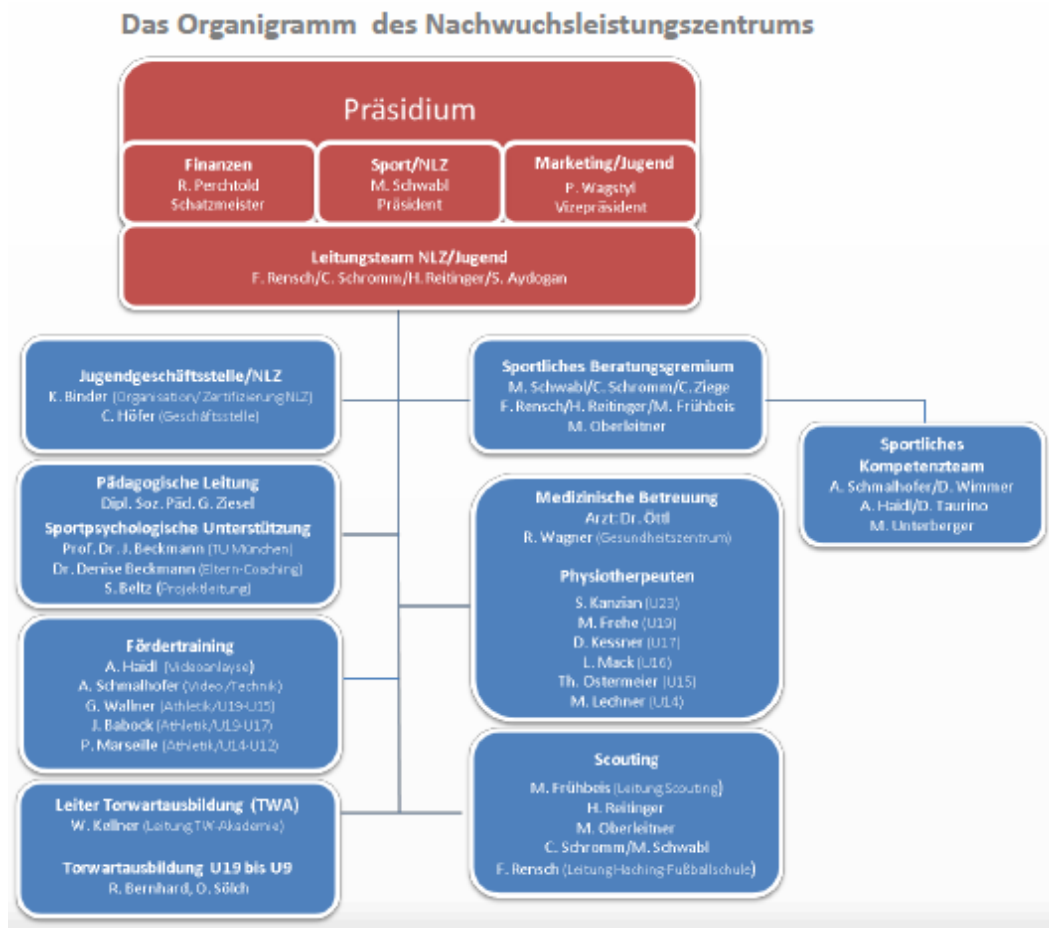 Das Organigramm des Nachwuchsleistungszentrums
Präsidium
Finanzen
R. Perchtold
Schatzmeister
Sport/NLZ
M. Schwabl
Präsident
Marketing/Jugend
P. Wagstyl
Vizepräsident
Leitungsteam NLZ/Jugend
F. Rensch/C. Schromm/H. Reitinger/S. Aydogan
Jugendgeschäftsstelle/NLZ
K. Binder (Organisation/Zertifizierung NLZ)
C. Höfer (Geschäftsstelle)
Sportliches Beratungsgremium
M. Schwabl/C. Schromm/C. Ziege
F. Rensch/H. Reitinger/M. Frühbeis
M. Oberleitner
Sportliches
Kompetenzteam
A. Schmalhofer/D. Wimmer
A. Haidl/D. Taurino
M. Unterberger
Pädagogische Leitung
Dipl. Soz. Päd. G. Ziesel
Sportpsychologische Unterstützung
Prof. Dr. J. Beckmann (TU München)
Dr. Denise Beckmann (Eltern-Coaching)
S. Beltz (Projektleitung)
Medizinische Betreuung
Arzt: Dr. Öttl
R. Wagner (Gesundheitszentrum)
Physiotherpeuten
S. Kanzian (U23)
M. Frehe (U19)
D. Kessner (U17)
L. Mack (U16)
Th. Ostermeier (U15)
M. Lechner (U14)
Fördertraining
A. Haidl (Videoanlayse)
A. Schmalhofer (Video/Technik)
G. Wallner (Athletik/U19-U15)
J. Babock (Athletik/U19-U17)
P. Marseille (Athletik/U14-U12)
Leiter Torwartausbildung (TWA)
W. Kellner (Leitung TW-Akademie)
Torwartausbildung U19 bis U9
R. Bernhard, O. Sölch
Scouting
M. Frühbeis (Leitung Scouting)
H. Reitinger
M. Oberleitner
C. Schromm/M. Schwabl
F. Rensch (Leitung Haching-Fußballschule)